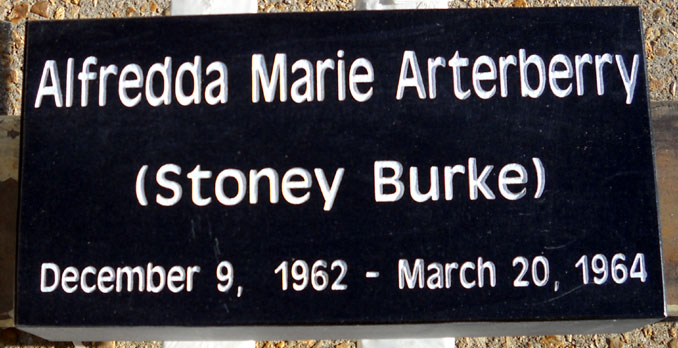 Alfredda Marie Arterberry
(Stoney Burke)
December 9, 1962 - March 20, 1964